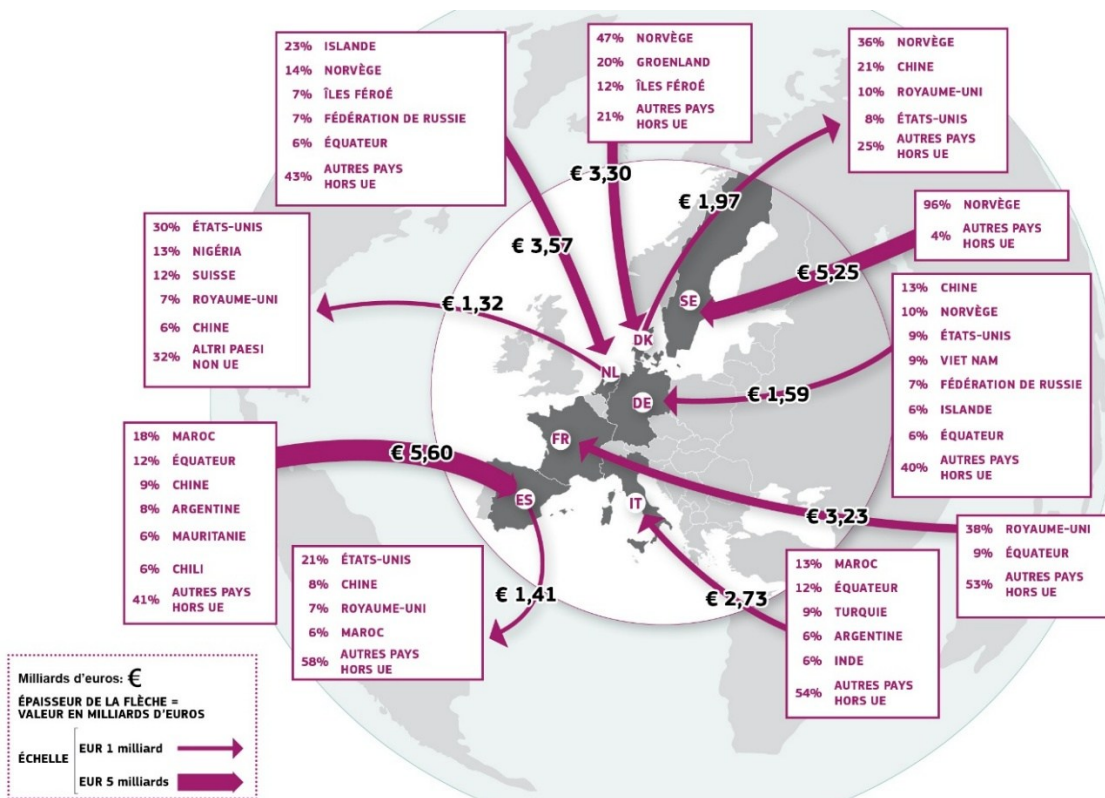 23% ISLANDE
14% NORVÈGE
7% ÎLES FÉROÉ
7% FÉDÉRATION DE RUSSIE
6% ÉQUATEUR
43% AUTRES PAYS
HORS UE
47% NORVÈGE
20% GROENLAND
12% ÎLES FÉROÉ
21% AUTRES PAYS
HORS UE
36% NORVÈGE
21% CHINE
10% ROYAUME-UNI
8% ÉTATS-UNIS
25% AUTRES PAYS
HORS UE
€ 3,30
€ 1,97
€ 3,57
96% NORVÈGE
4% AUTRES PAYS
HORS UE
€ 5,25
30% ÉTATS-UNIS
13% NIGÉRIA
12% SUISSE
7% ROYAUME-UNI
6% CHINE
32% ALTRI PAESI
NON UE
€ 1,32
SE
DK
NL
DE
FR
ES
IT
13% CHINE
10% NORVÈGE
9% ÉTATS-UNIS
9% VIET NAM
7% FÉDÉRATION DE RUSSIE
6% ISLANDE
6% ÉQUATEUR
40% AUTRES PAYS
HORS UE
€ 1,59
18% MAROC
12% ÉQUATEUR
9% CHINE
8% ARGENTINE
6% MAURITANIE
6% CHILI
41% AUTRES PAYS
HORS UE
€ 5,60
€ 3,23
38% ROYAUME-UNI
9% ÉQUATEUR
53% AUTRES PAYS
HORS UE
21% ÉTATS-UNIS
8% CHINE
7% ROYAUME-UNI
6% MAROC
58% AUTRES PAYS
HORS UE
€ 1,41
€ 2,73
13% MAROC
12% ÉQUATEUR
9% TURQUIE
6% ARGENTINE
6% INDE
54% AUTRES PAYS
HORS UE
Milliards d'euros: €
ÉPAISSEUR DE LA FLÈCHE =
VALEUR EN MILLIARDS D'EUROS
ÉCHELLE
EUR 1 milliard
EUR 5 milliards